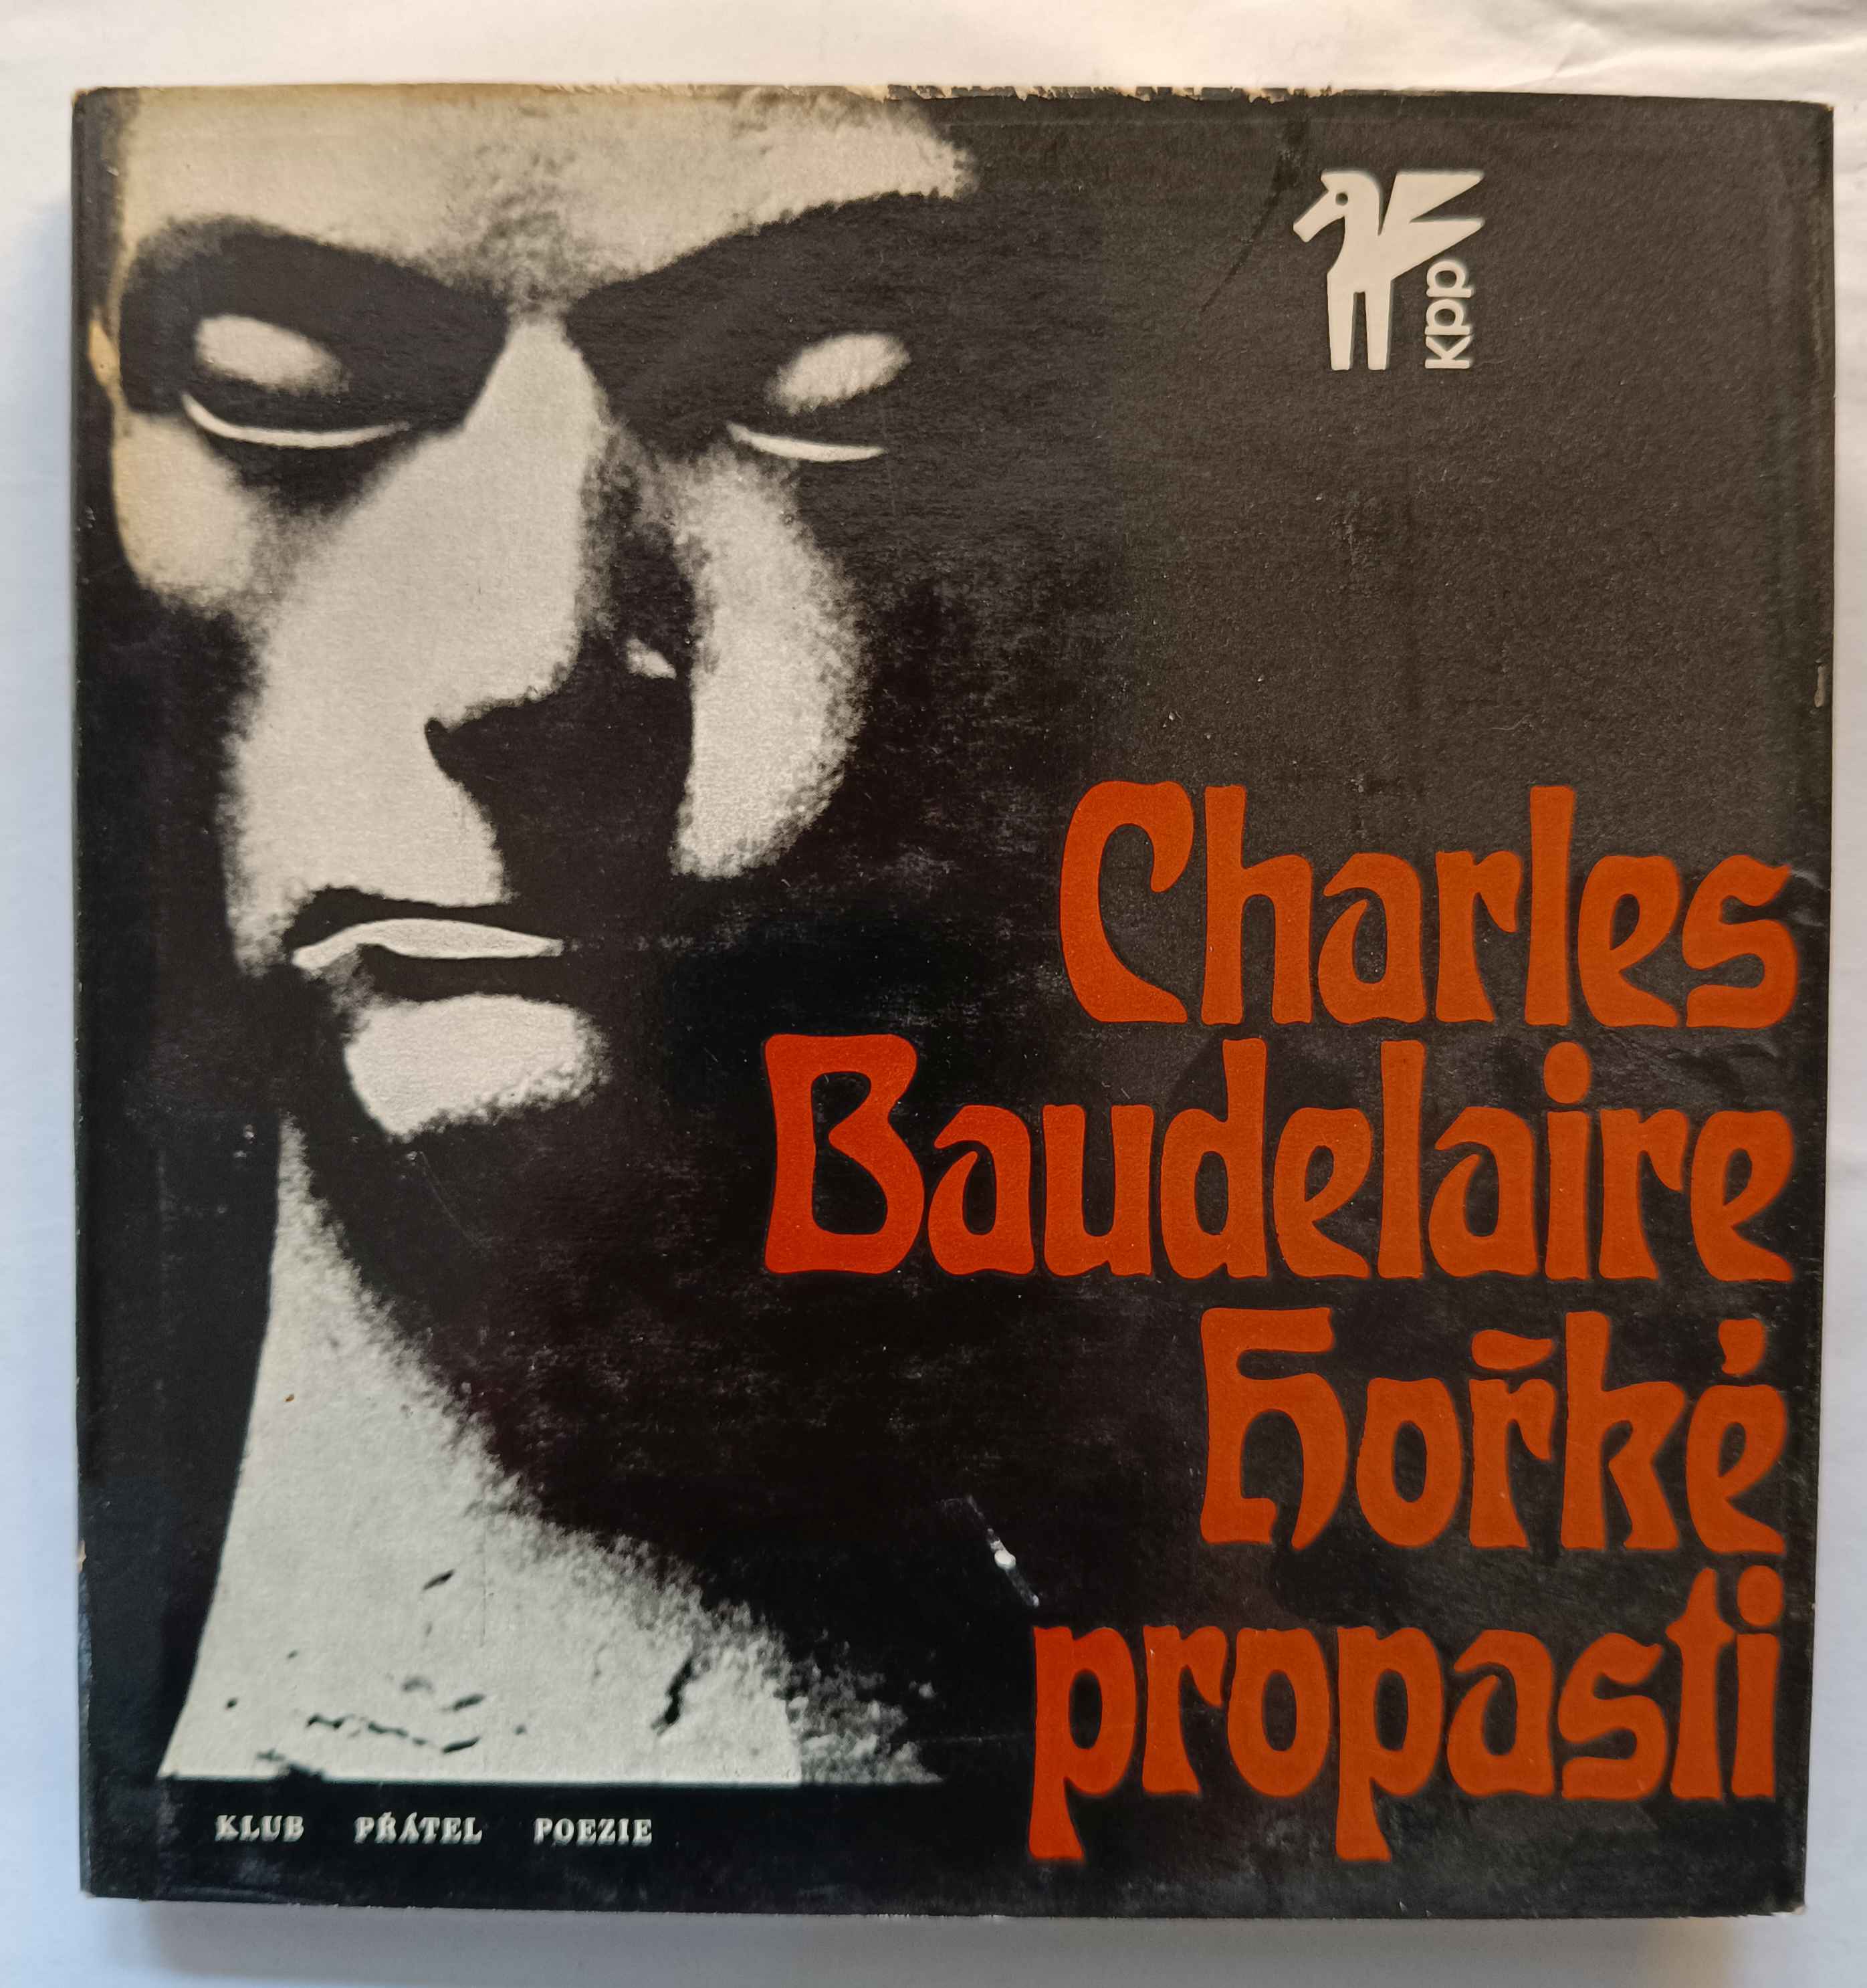 kpp
Charles
Baudelaire
hořké
propasti
KLUB PŘÁTEL POEZIE